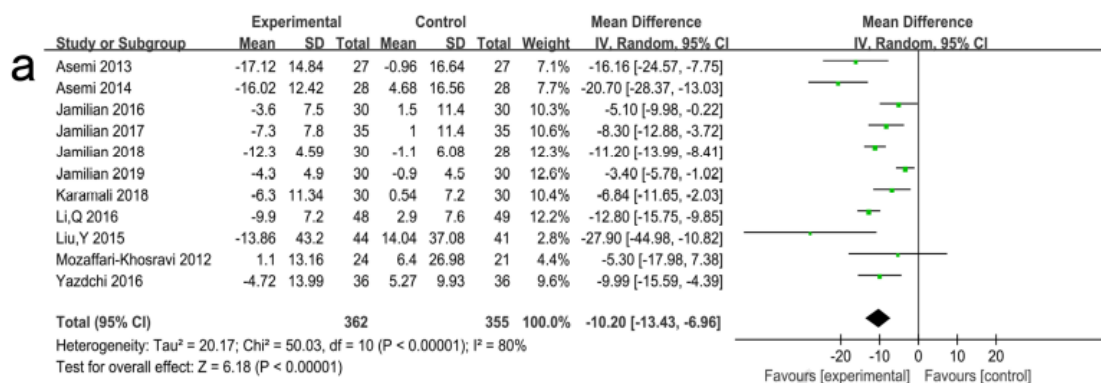 Experimental Control Mean Difference Mean Difference
Study or Subgroup Mean SD Total Mean SD Total Weight IV, Random, 95% CI IV, Random, 95% CI
a
Asemi 2013 -17.12 14.84 27 -0.96 16.64 27 7.1% -16.16 [-24.57, -7.75]
Asemi 2014 -16.02 12.42 28 4.68 16.56 28 7.7% -20.70 [-28.37, -13.03]
Jamilian 2016 -3.6 7.5 30 1.5 11.4 30 10.3% -5.10 [-9.98, -0.22]
Jamilian 2017 -7.3 7.8 35 1 11.4 35 10.6% -8.30 [-12.88, -3.72]
Jamilian 2018 -12.3 4.59 30 -1.1 6.08 28 12.3% -11.20 [-13.99, -8.41]
Jamilian 2019 -4.3 4.9 30 -0.9 4.5 30 12.6% -3.40 [-5.78, -1.02]
Karamali 2018 -6.3 11.34 30 0.54 7.2 30 10.4% -6.84 [-11.65, -2.03]
Li,Q 2016 -9.9 7.2 48 2.9 7.6 49 12.2% -12.80 [-15.75, -9.85]
Liu,Y 2015 -13.86 43.2 44 14.04 37.08 41 2.8% -27.90 [-44.98, -10.82]
Mozaffari-Khosravi 2012 1.1 13.16 24 6.4 26.98 21 4.4% -5.30 [-17.98, 7.38]
Yazdchi 2016 -4.72 13.99 36 5.27 9.93 36 9.6% -9.99 [-15.59, -4.39]
Total (95% CI) 362 355 100.0% -10.20 [-13.43, -6.96]
Heterogeneity: Tau² = 20.17; Chi² = 50.03, df = 10 (P < 0.00001); I² = 80%
Test for overall effect: Z = 6.18 (P < 0.00001)
-20 -10 0 10 20
Favours [experimental] Favours [control]